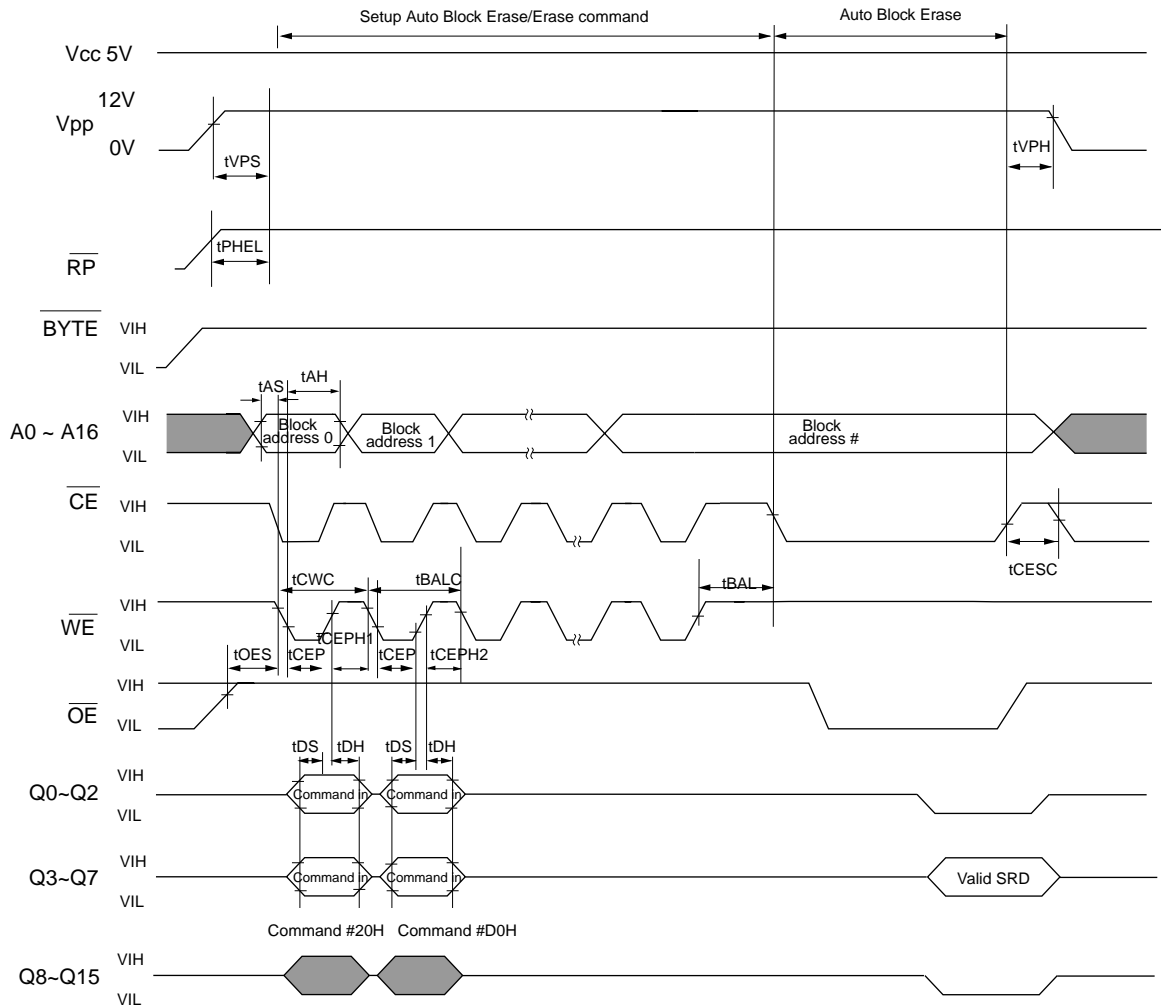 Setup Auto Block Erase/Erase command
Auto Block Erase
Vcc 5V
12V
Vpp
0V
tVPS
tVPH
tPHEL
RP
BYTE
VIH
VIL
tAS
tAH
A0 ~ A16
VIH
VIL
Block address 0
Block address 1
Block address #
CE
VIH
VIL
tCESC
tCWC
tBALC
tBAL
WE
VIH
VIL
tCEPH1
tOES
tCEP
tCEP
tCEPH2
OE
VIH
VIL
tDS
tDH
tDS
tDH
Q0~Q2
VIH
VIL
Command in
Command in
Q3~Q7
VIH
VIL
Command in
Command in
Valid SRD
Command #20H
Command #D0H
Q8~Q15
VIH
VIL